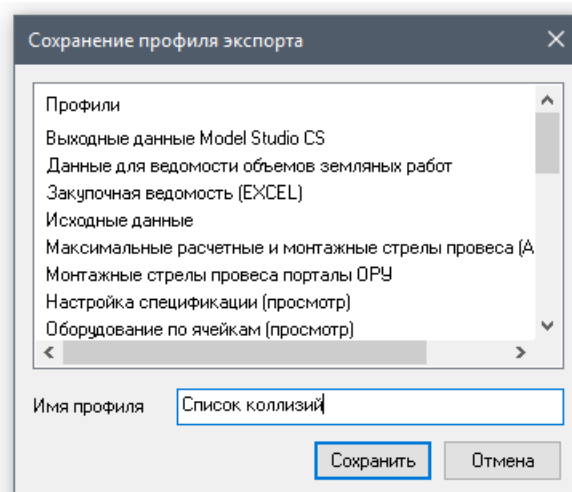 Сохранение профиля экспорта
Профили
Выходные данные Model Studio CS
Данные для ведомости объемов земляных работ
Закупочная ведомость (EXCEL)
Исходные данные
Максимальные расчетные и монтажные стрелы провеса (А
Монтажные стрелы провеса порталы ОРУ
Настройка спецификации (просмотр)
Оборудование по ячейкам (просмотр)
Имя профиля Список коллизий
Сохранить Отмена